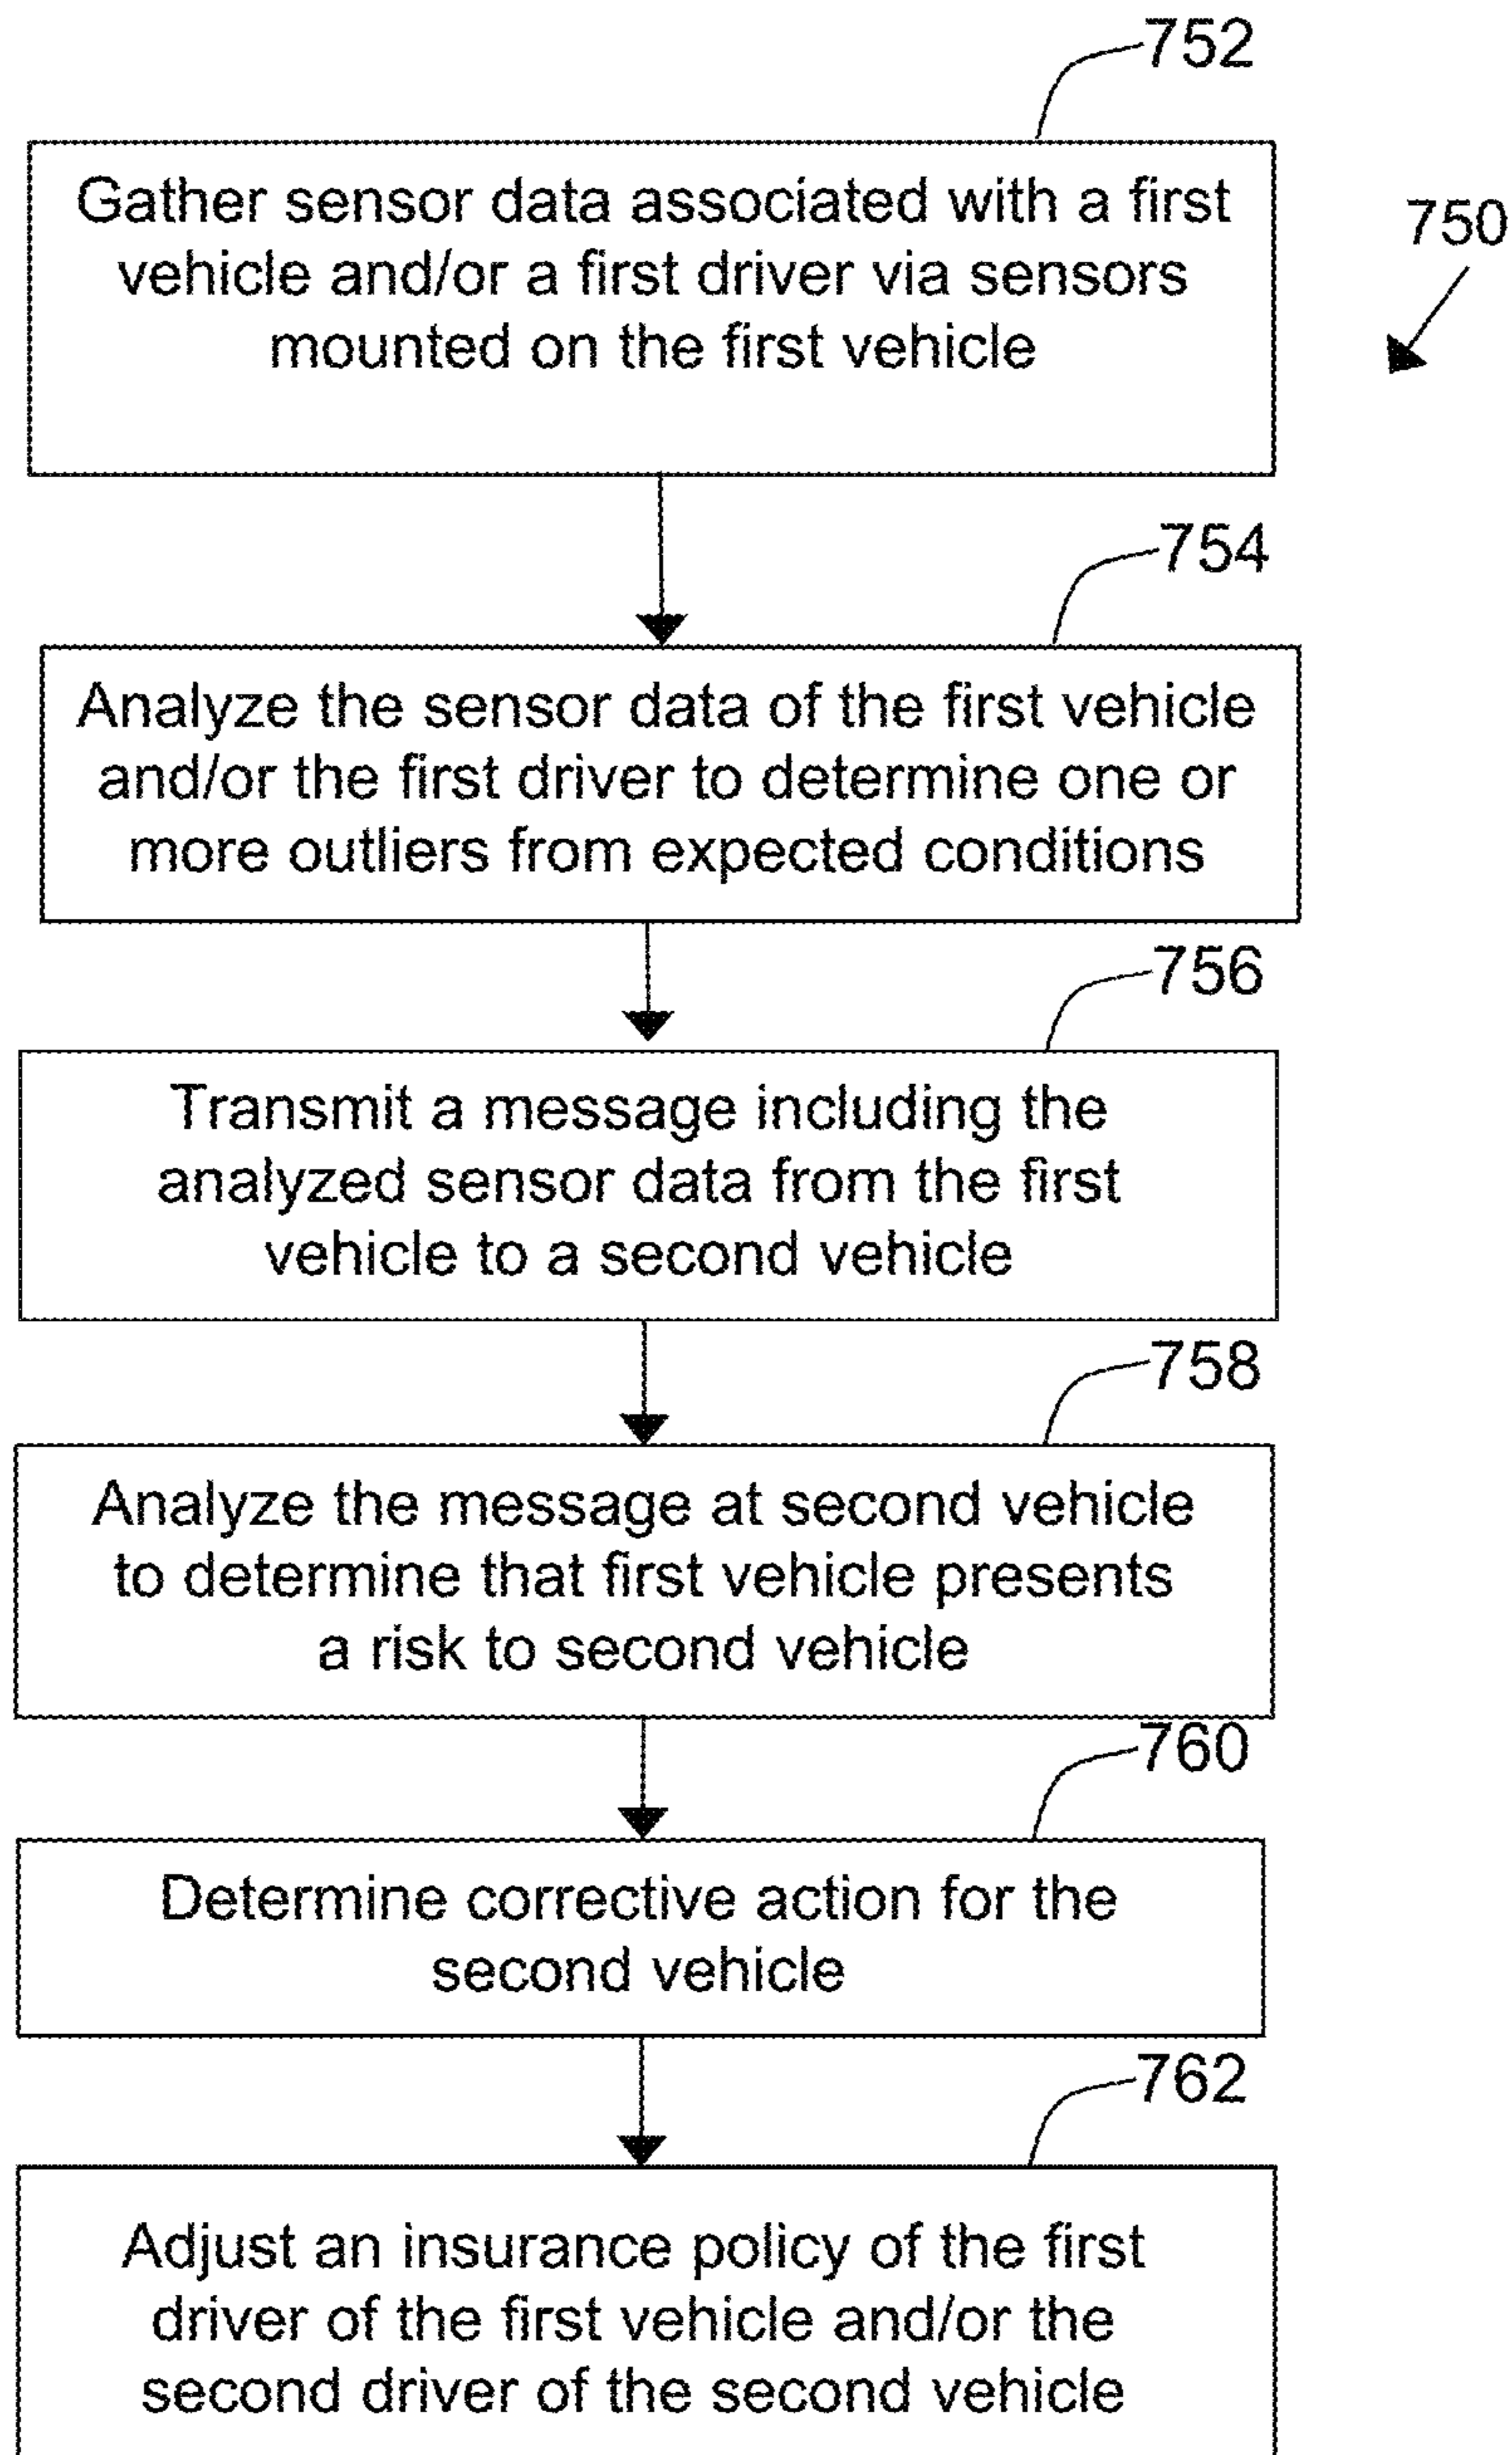 752
Gather sensor data associated with a first
vehicle and/or a first driver via sensors
mounted on the first vehicle
750
754
Analyze the sensor data of the first vehicle
and/or the first driver to determine one or
more outliers from expected conditions
756
Transmit a message including the
analyzed sensor data from the first
vehicle to a second vehicle
758
Analyze the message at second vehicle
to determine that first vehicle presents
a risk to second vehicle
760
Determine corrective action for the
second vehicle
762
Adjust an insurance policy of the first
driver of the first vehicle and/or the
second driver of the second vehicle